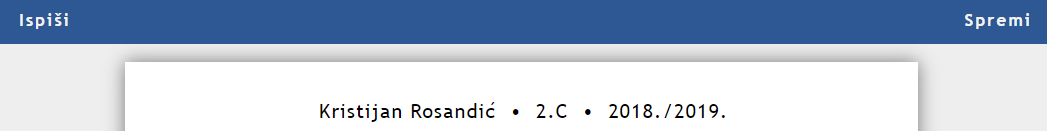 Ispiši Spremi
Kristijan Rosandić • 2.C • 2018./2019.